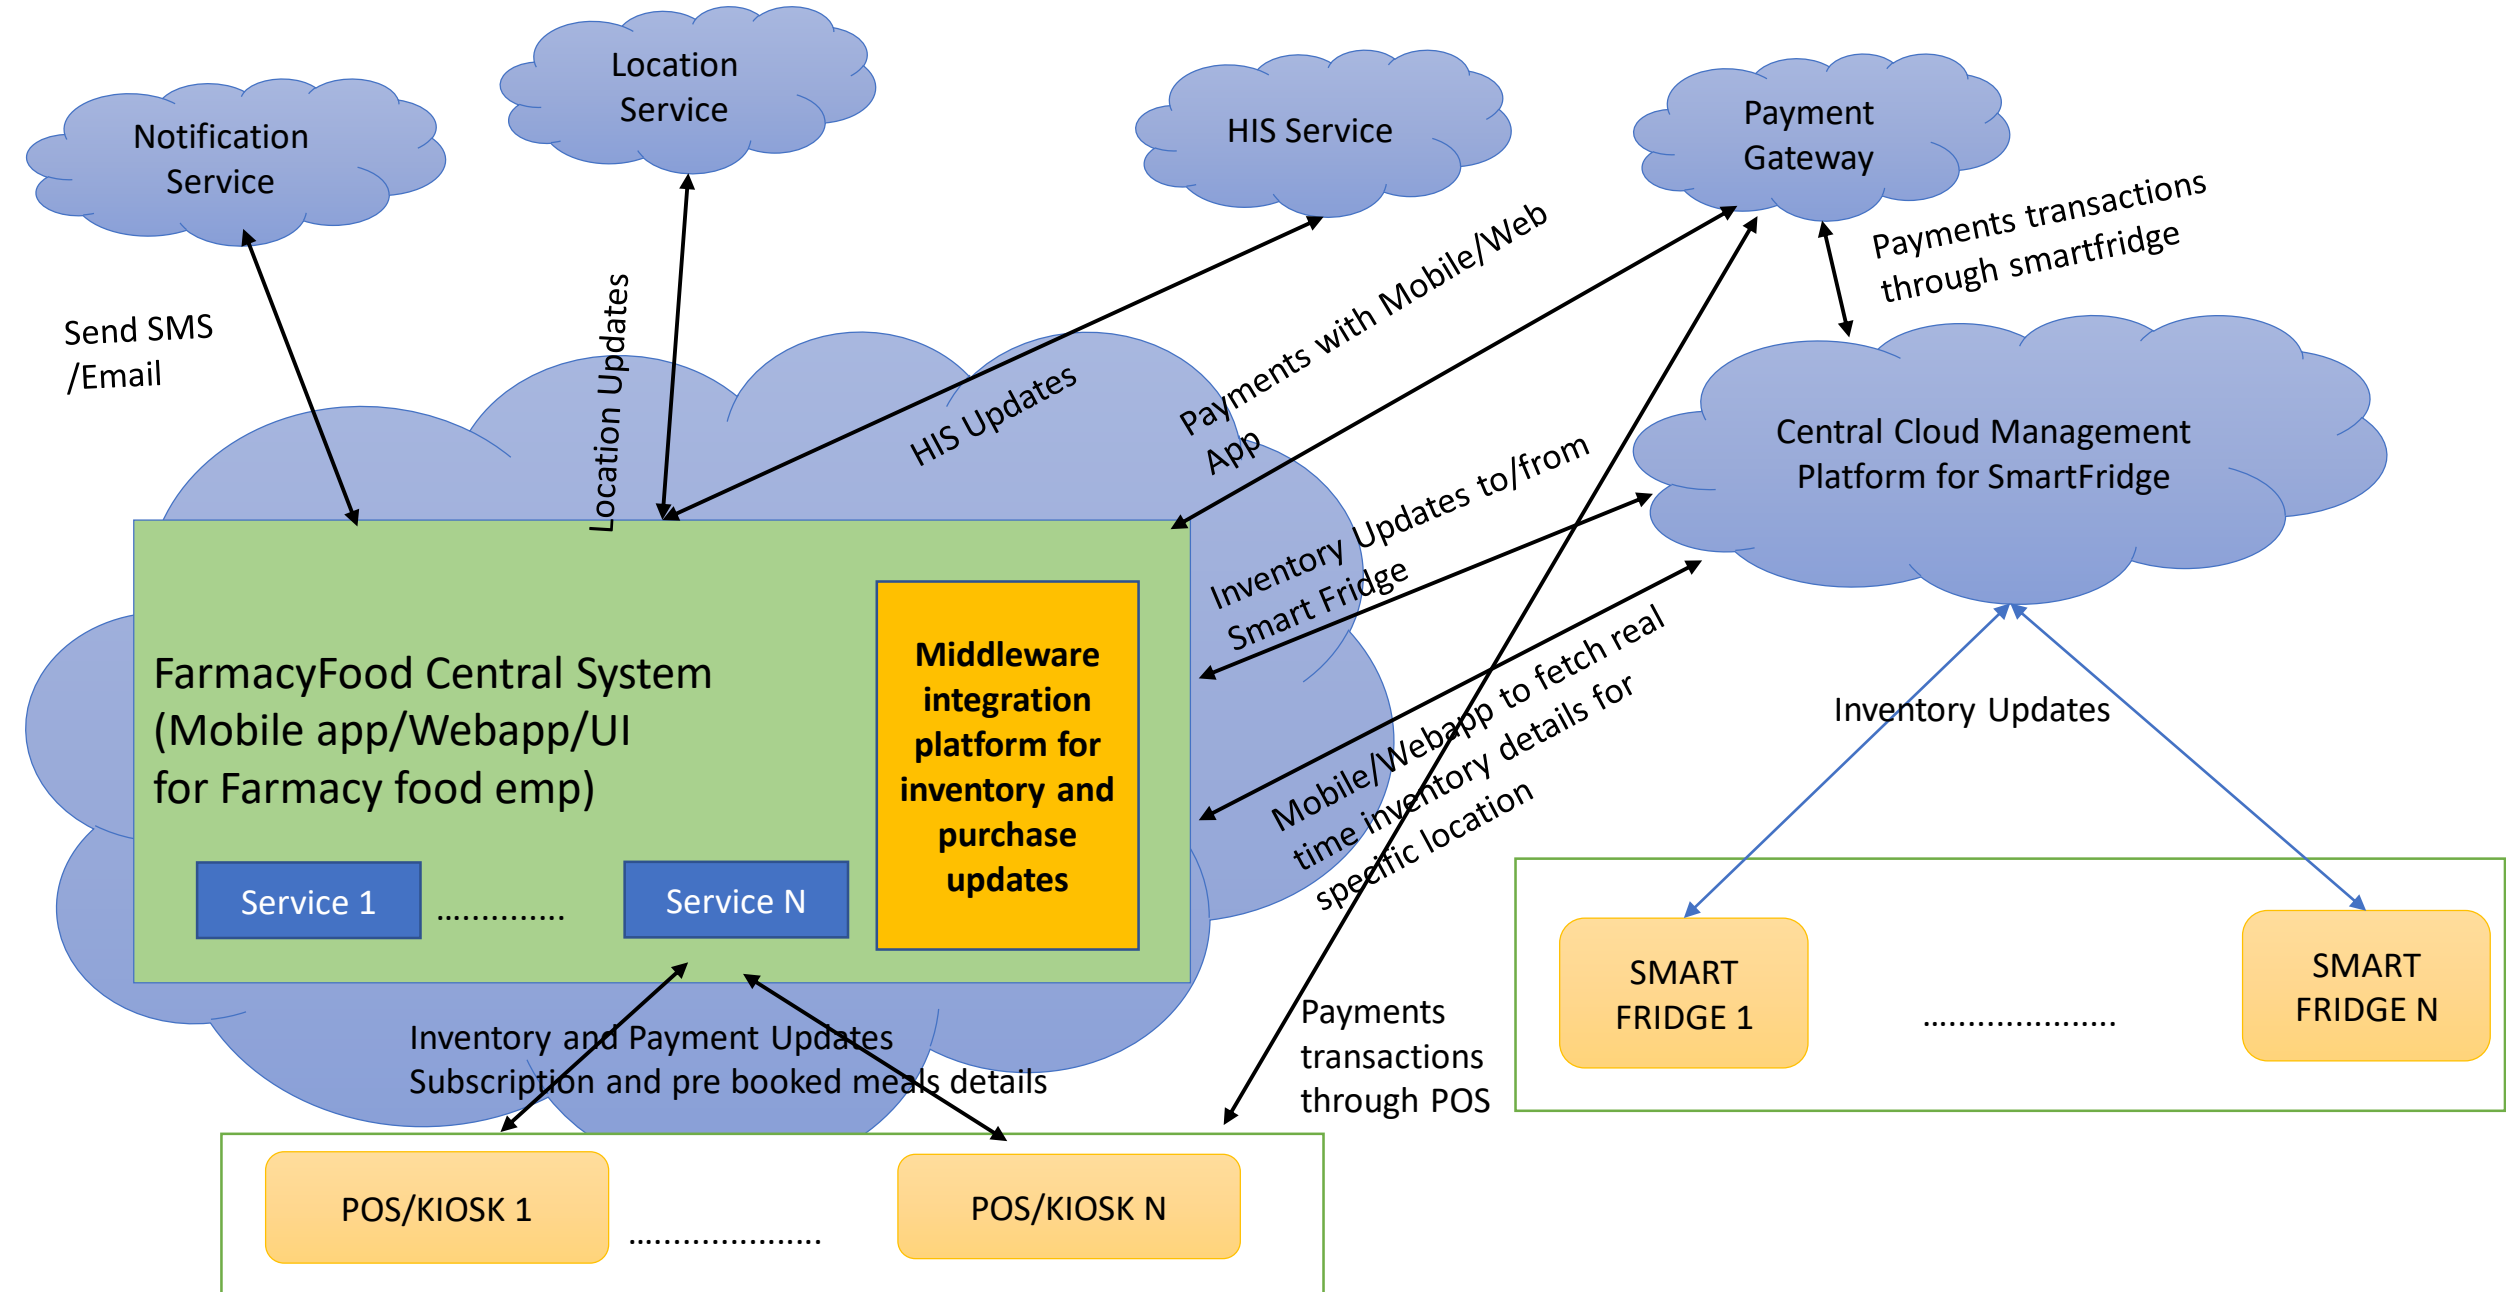 Location
Service
Notification
Service
HIS Service
Payment
Gateway
Payments transactions
through smartfridge
Send SMS
/Email
Location Updates
HIS Updates
Payments with Mobile/Web
App
Central Cloud Management
Platform for SmartFridge
Inventory Updates to/from
Smart Fridge
FarmacyFood Central System
(Mobile app/Webapp/UI
for Farmacy food emp)
Middleware
integration
platform for
inventory and
purchase
updates
Mobile/Webapp to fetch real
time inventory details for
specific location
Inventory Updates
Service 1
..............
Service N
SMART
FRIDGE 1
.....................
SMART
FRIDGE N
Inventory and Payment Updates
Subscription and pre booked meals details
Payments
transactions
through POS
POS/KIOSK 1
.....................
POS/KIOSK N